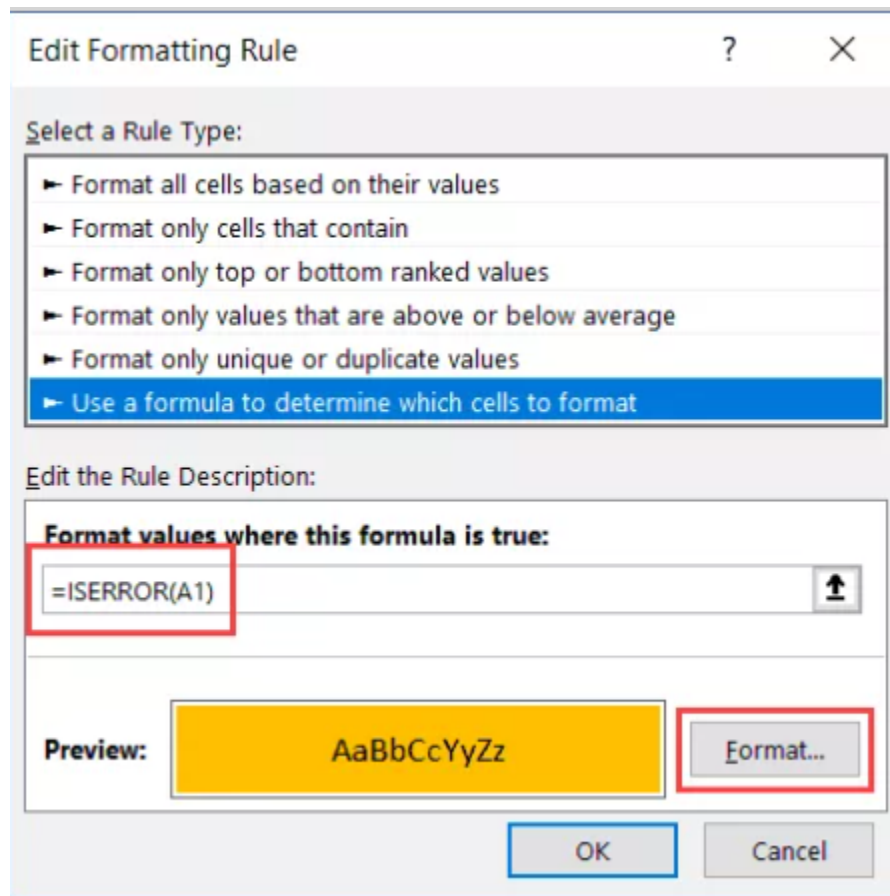 Edit Formatting Rule ?
Select a Rule Type:
► Format all cells based on their values
► Format only cells that contain
► Format only top or bottom ranked values
► Format only values that are above or below average
► Format only unique or duplicate values
► Use a formula to determine which cells to format
Edit the Rule Description:
Format values where this formula is true:
=ISERROR(A1)
Preview: AaBbCcYyZz Format...
OK Cancel